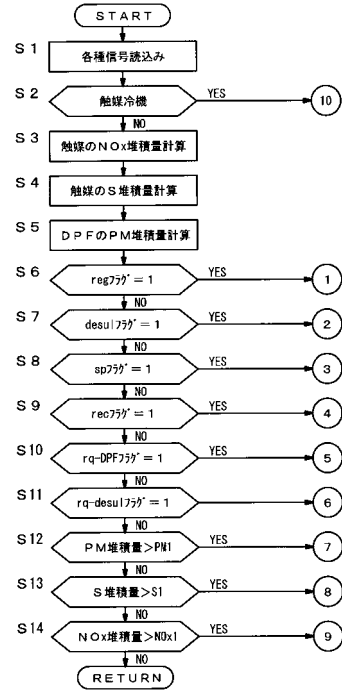 START
S1 各種信号読込み
S2 触媒冷機 YES 10
NO
S3 触媒のNOx堆積量計算
S4 触媒のS堆積量計算
S5 DPFのPM堆積量計算
S6 regフラグ=1 YES 1
NO
S7 desulフラグ=1 YES 2
NO
S8 spフラグ=1 YES 3
NO
S9 recフラグ=1 YES 4
NO
S10 rq-DPFフラグ=1 YES 5
NO
S11 rq-desulフラグ=1 YES 6
NO
S12 PM堆積量>PM1 YES 7
NO
S13 S堆積量>S1 YES 8
NO
S14 NOx堆積量>NOx1 YES 9
NO
RETURN